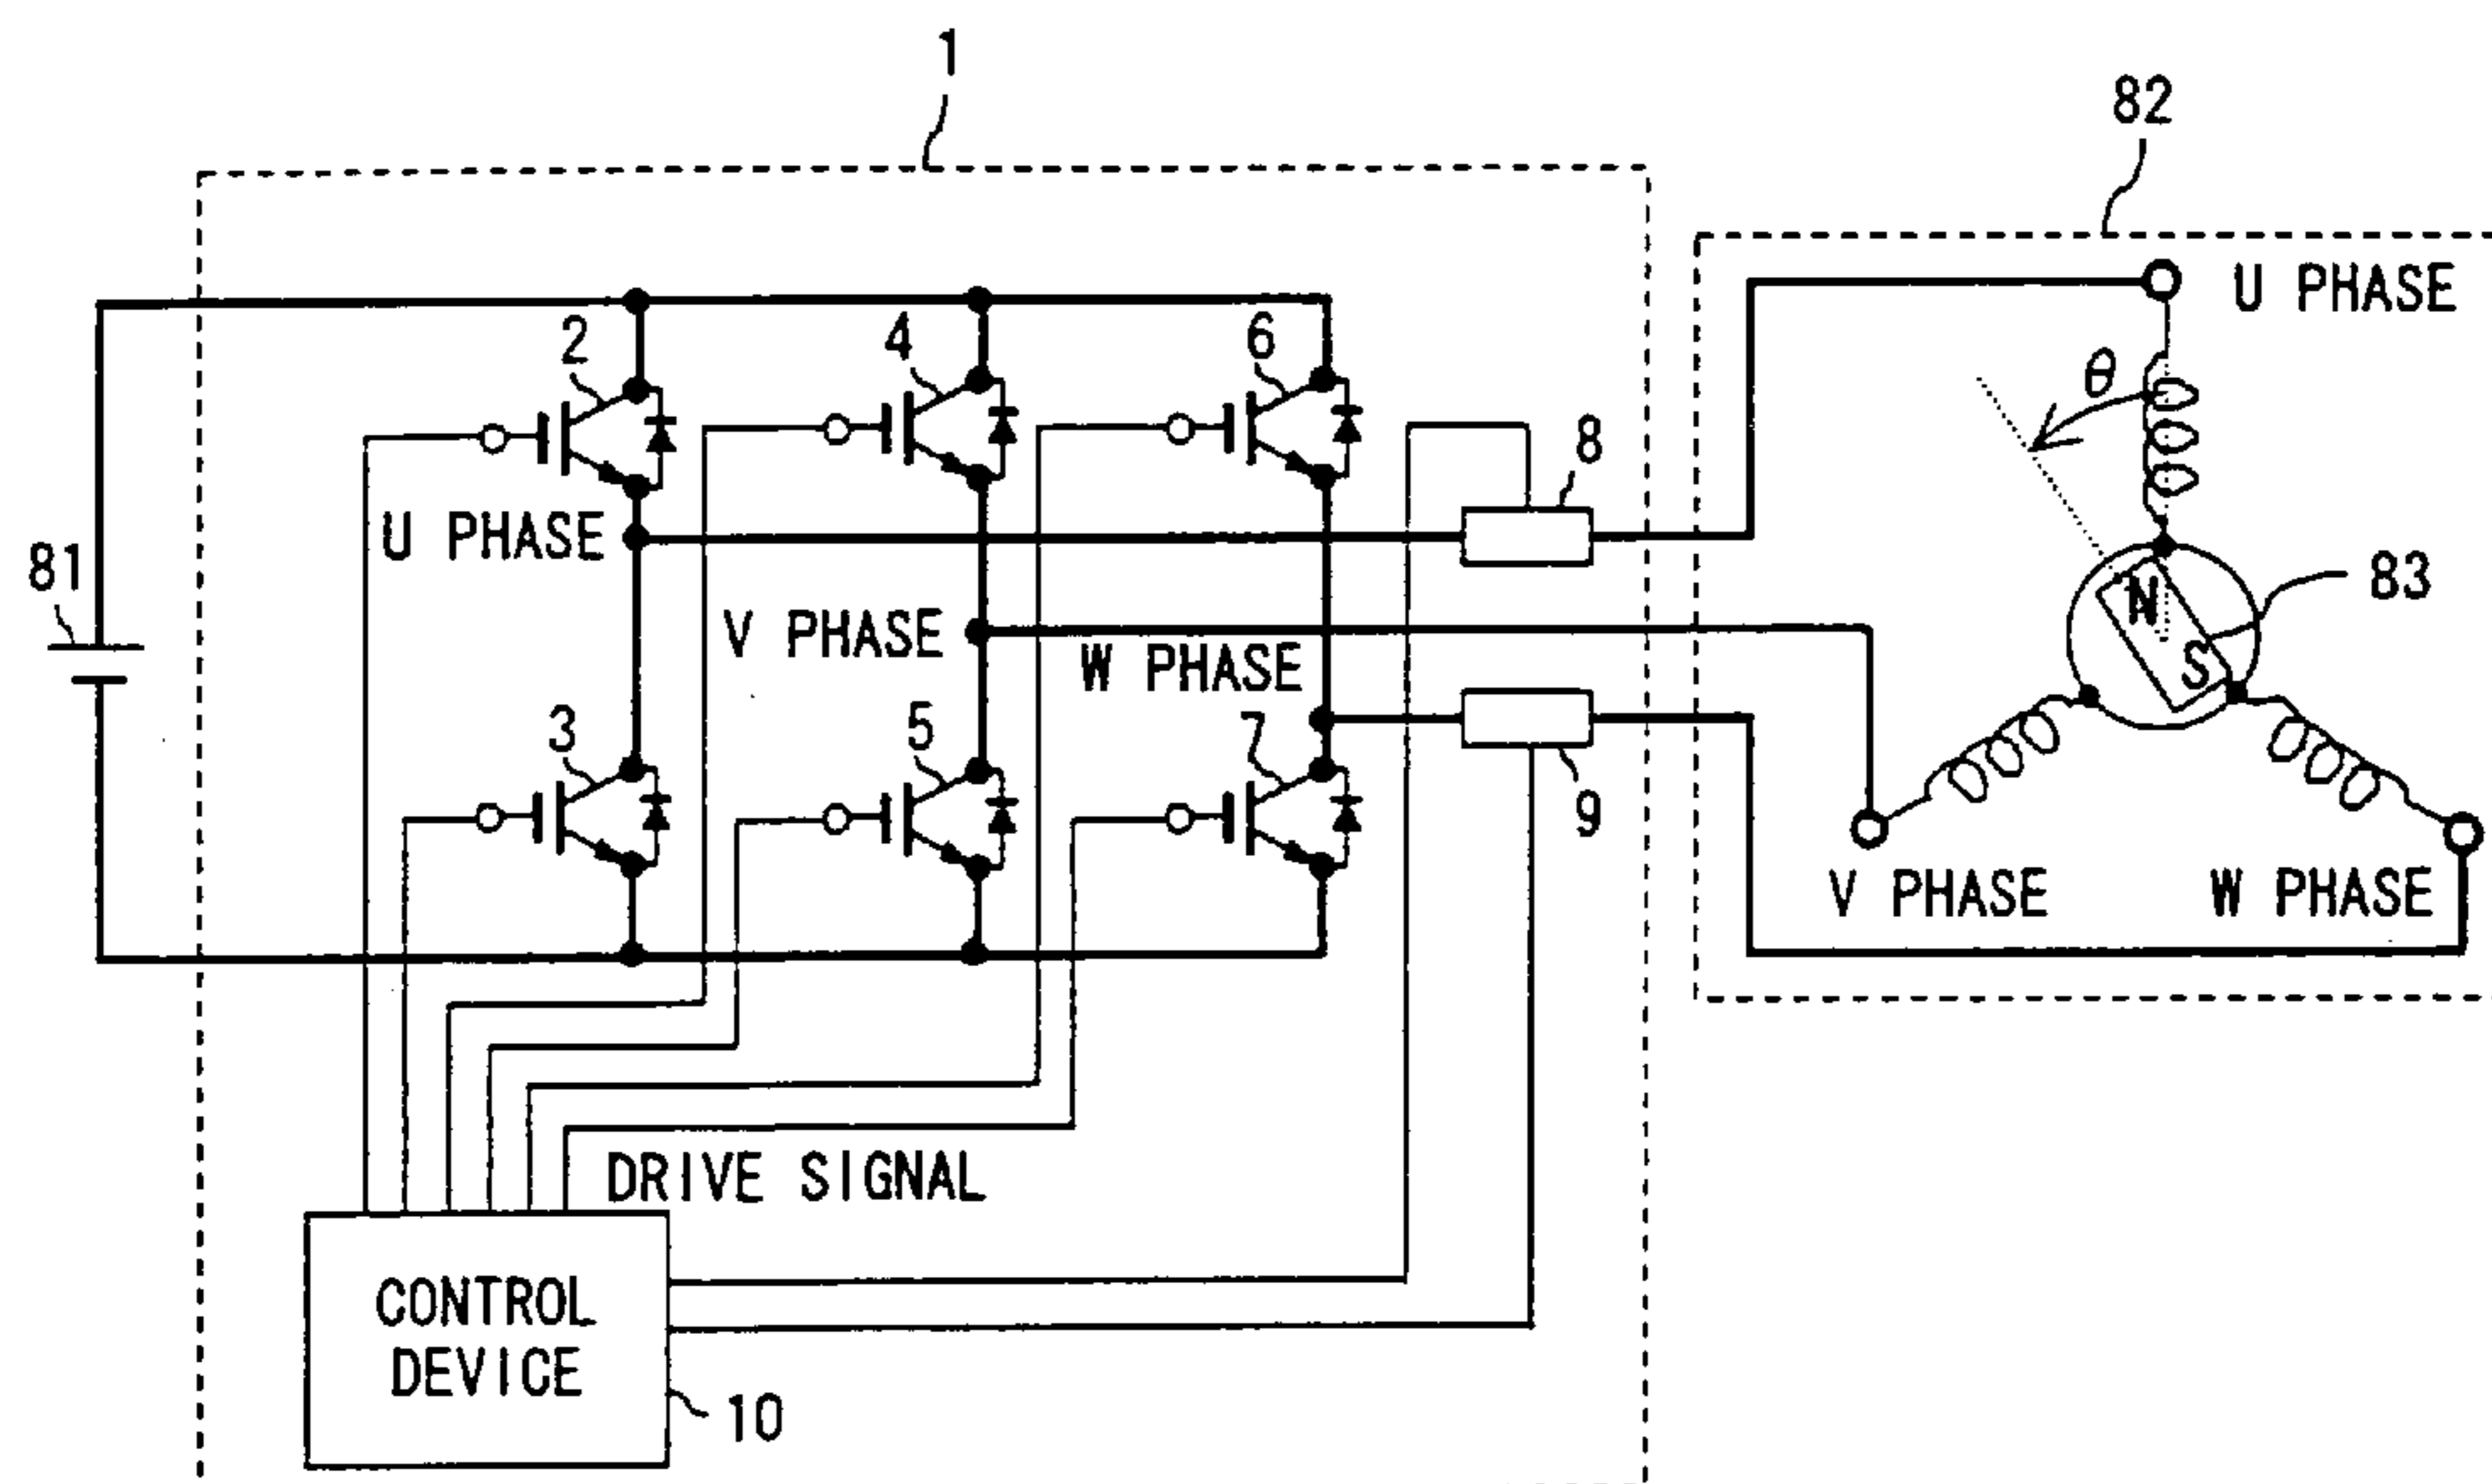 1
82
U PHASE
2
4
6
θ
8
U PHASE
81
83
N
V PHASE
W PHASE
S
3
5
7
9
V PHASE
W PHASE
DRIVE SIGNAL
CONTROL
DEVICE
10